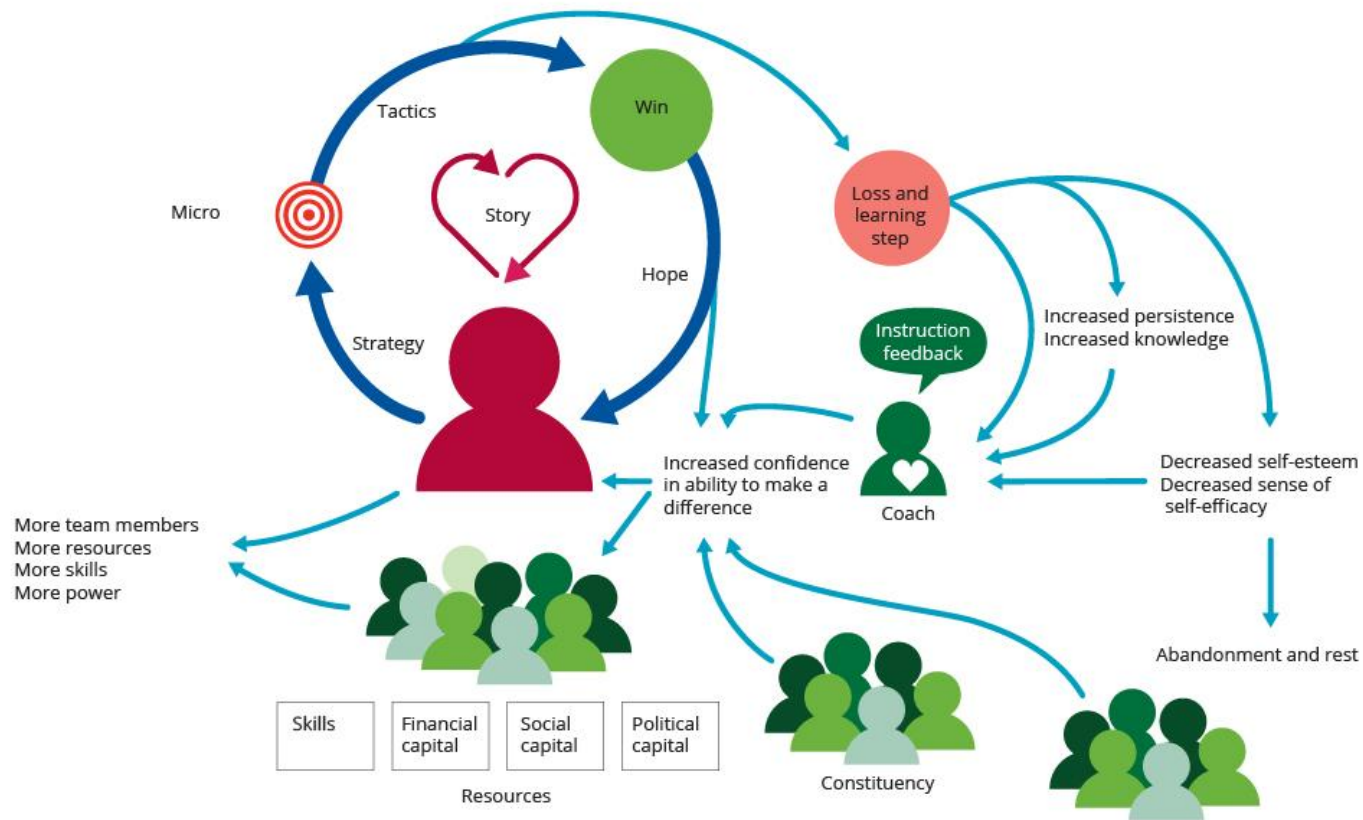 Tactics
Win
Micro
Story
Loss and
learning
step
Hope
Strategy
Instruction
feedback
Increased persistence
Increased knowledge
Increased confidence
in ability to make a
difference
Coach
Decreased self-esteem
Decreased sense of
self-efficacy
More team members
More resources
More skills
More power
Abandonment and rest
Skills
Financial
capital
Social
capital
Political
capital
Resources
Constituency